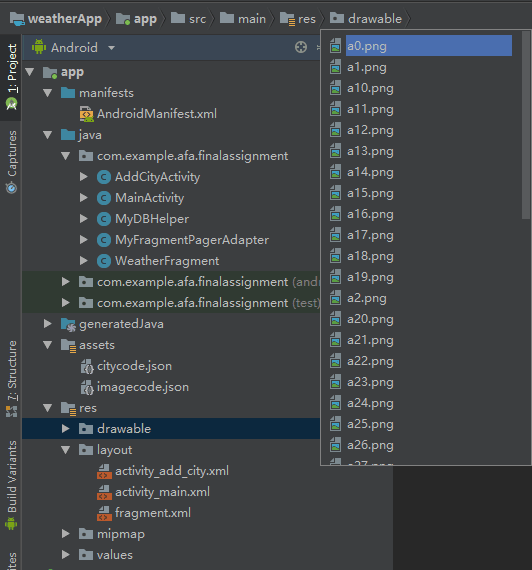 weatherApp app src main res drawable
1: Project
Captures
7: Structure
Build Variants
Android
app
manifests
AndroidManifest.xml
java
com.example.afa.finalassignment
AddCityActivity
MainActivity
MyDBHelper
MyFragmentPagerAdapter
WeatherFragment
com.example.afa.finalassignment
com.example.afa.finalassignment (test)
generatedJava
assets
citycode.json
imagecode.json
res
drawable
layout
activity_add_city.xml
activity_main.xml
fragment.xml
mipmap
values
a0.png
a1.png
a10.png
a11.png
a12.png
a13.png
a14.png
a15.png
a16.png
a17.png
a18.png
a19.png
a2.png
a20.png
a21.png
a22.png
a23.png
a24.png
a25.png
a26.png
a27.png